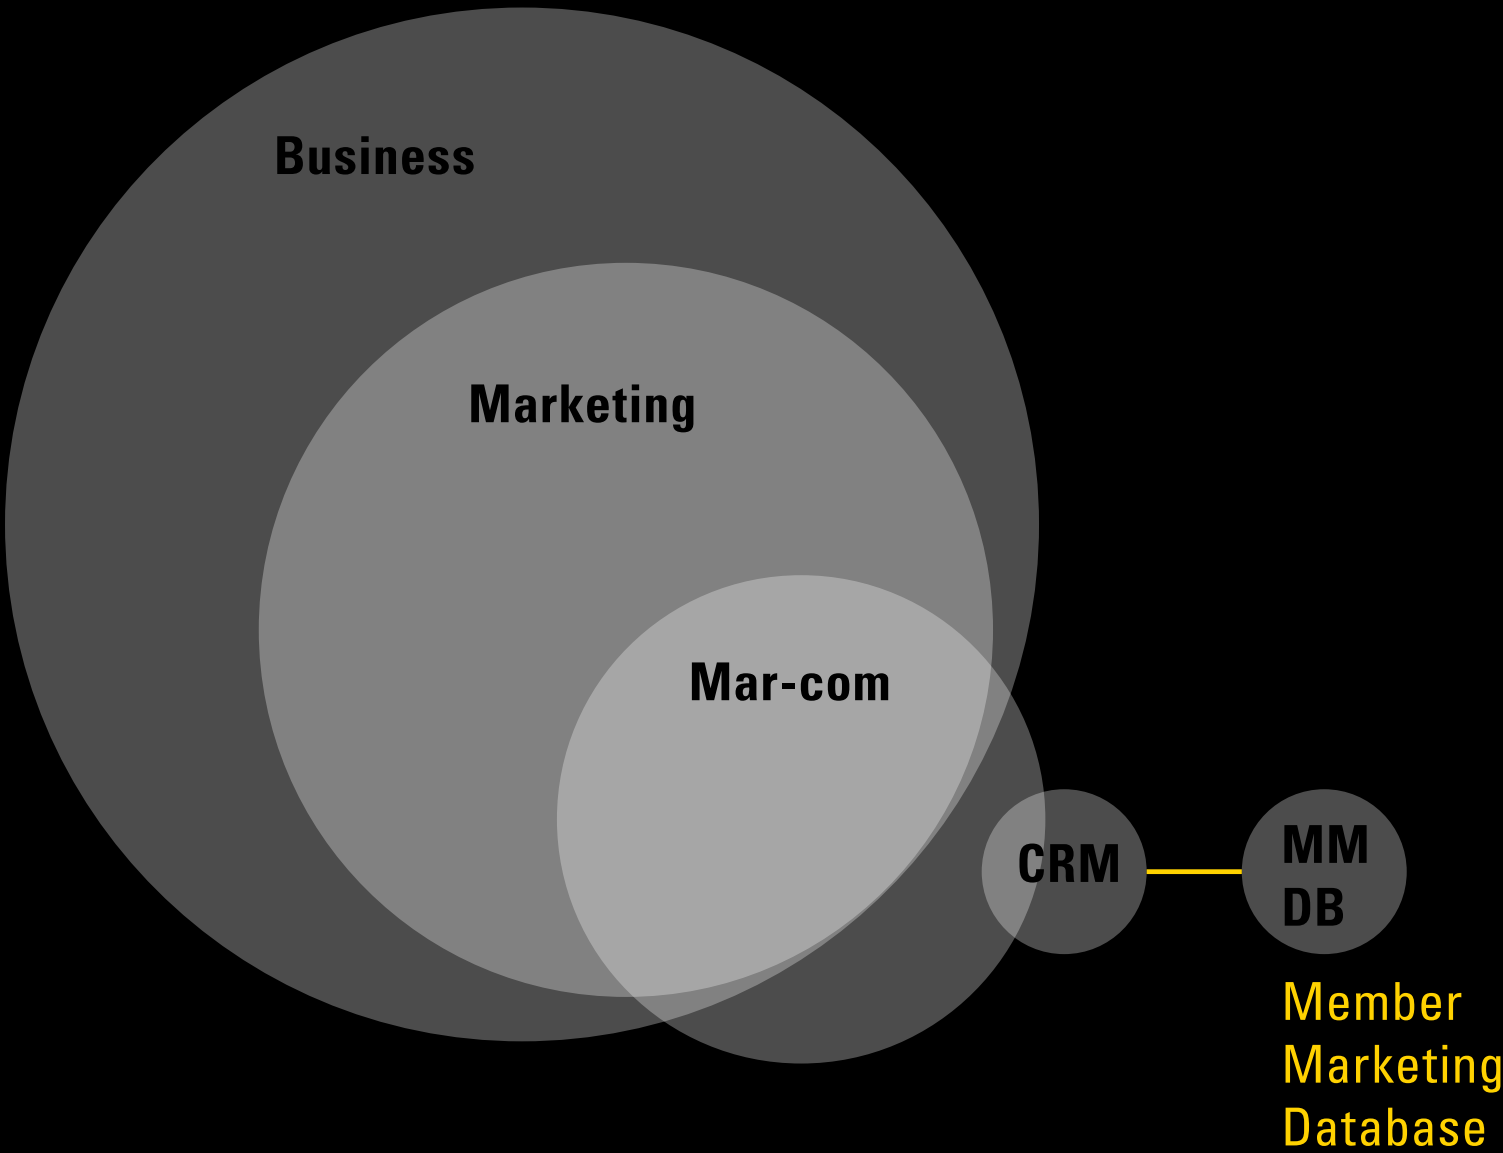 Business
Marketing
Mar-com
CRM
MM
DB
Member
Marketing
Database